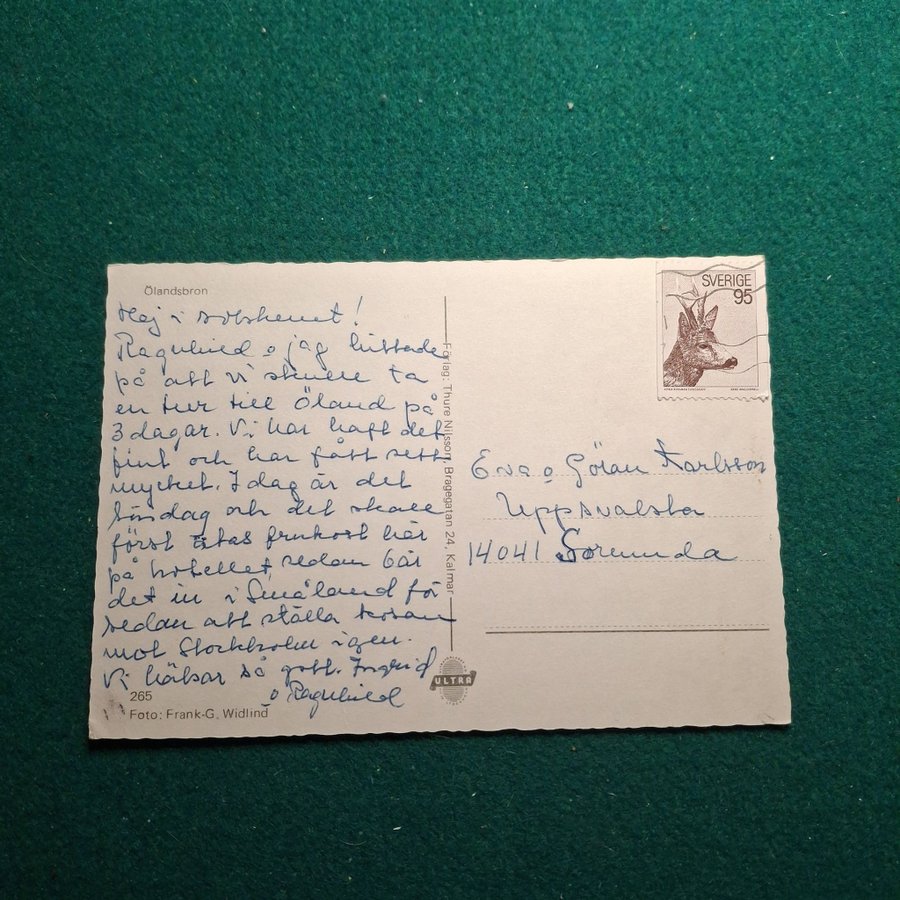 Ölandsbron
Hej i solskenet!
Ragnhild o jag hittade
på att vi skulle ta
en tur till Öland på
3 dagar. Vi har haft det
fint och har fått sett
mycket. Idag är det
söndag och det skall
först ätas frukost här
på hotellet, sedan bär
det in i Småland för
sedan att ställa kosan
mot Stockholm igen.
Vi hälsar så gott. Ingrid
o Ragnhild
265
Foto: Frank-G. Widlind
Förlag: Thure Nilsson, Bragegatan 24, Kalmar
ULTRA
SVERIGE
95
Eva o Göran Karlsson
Uppsvalsta
14041 Sorunda